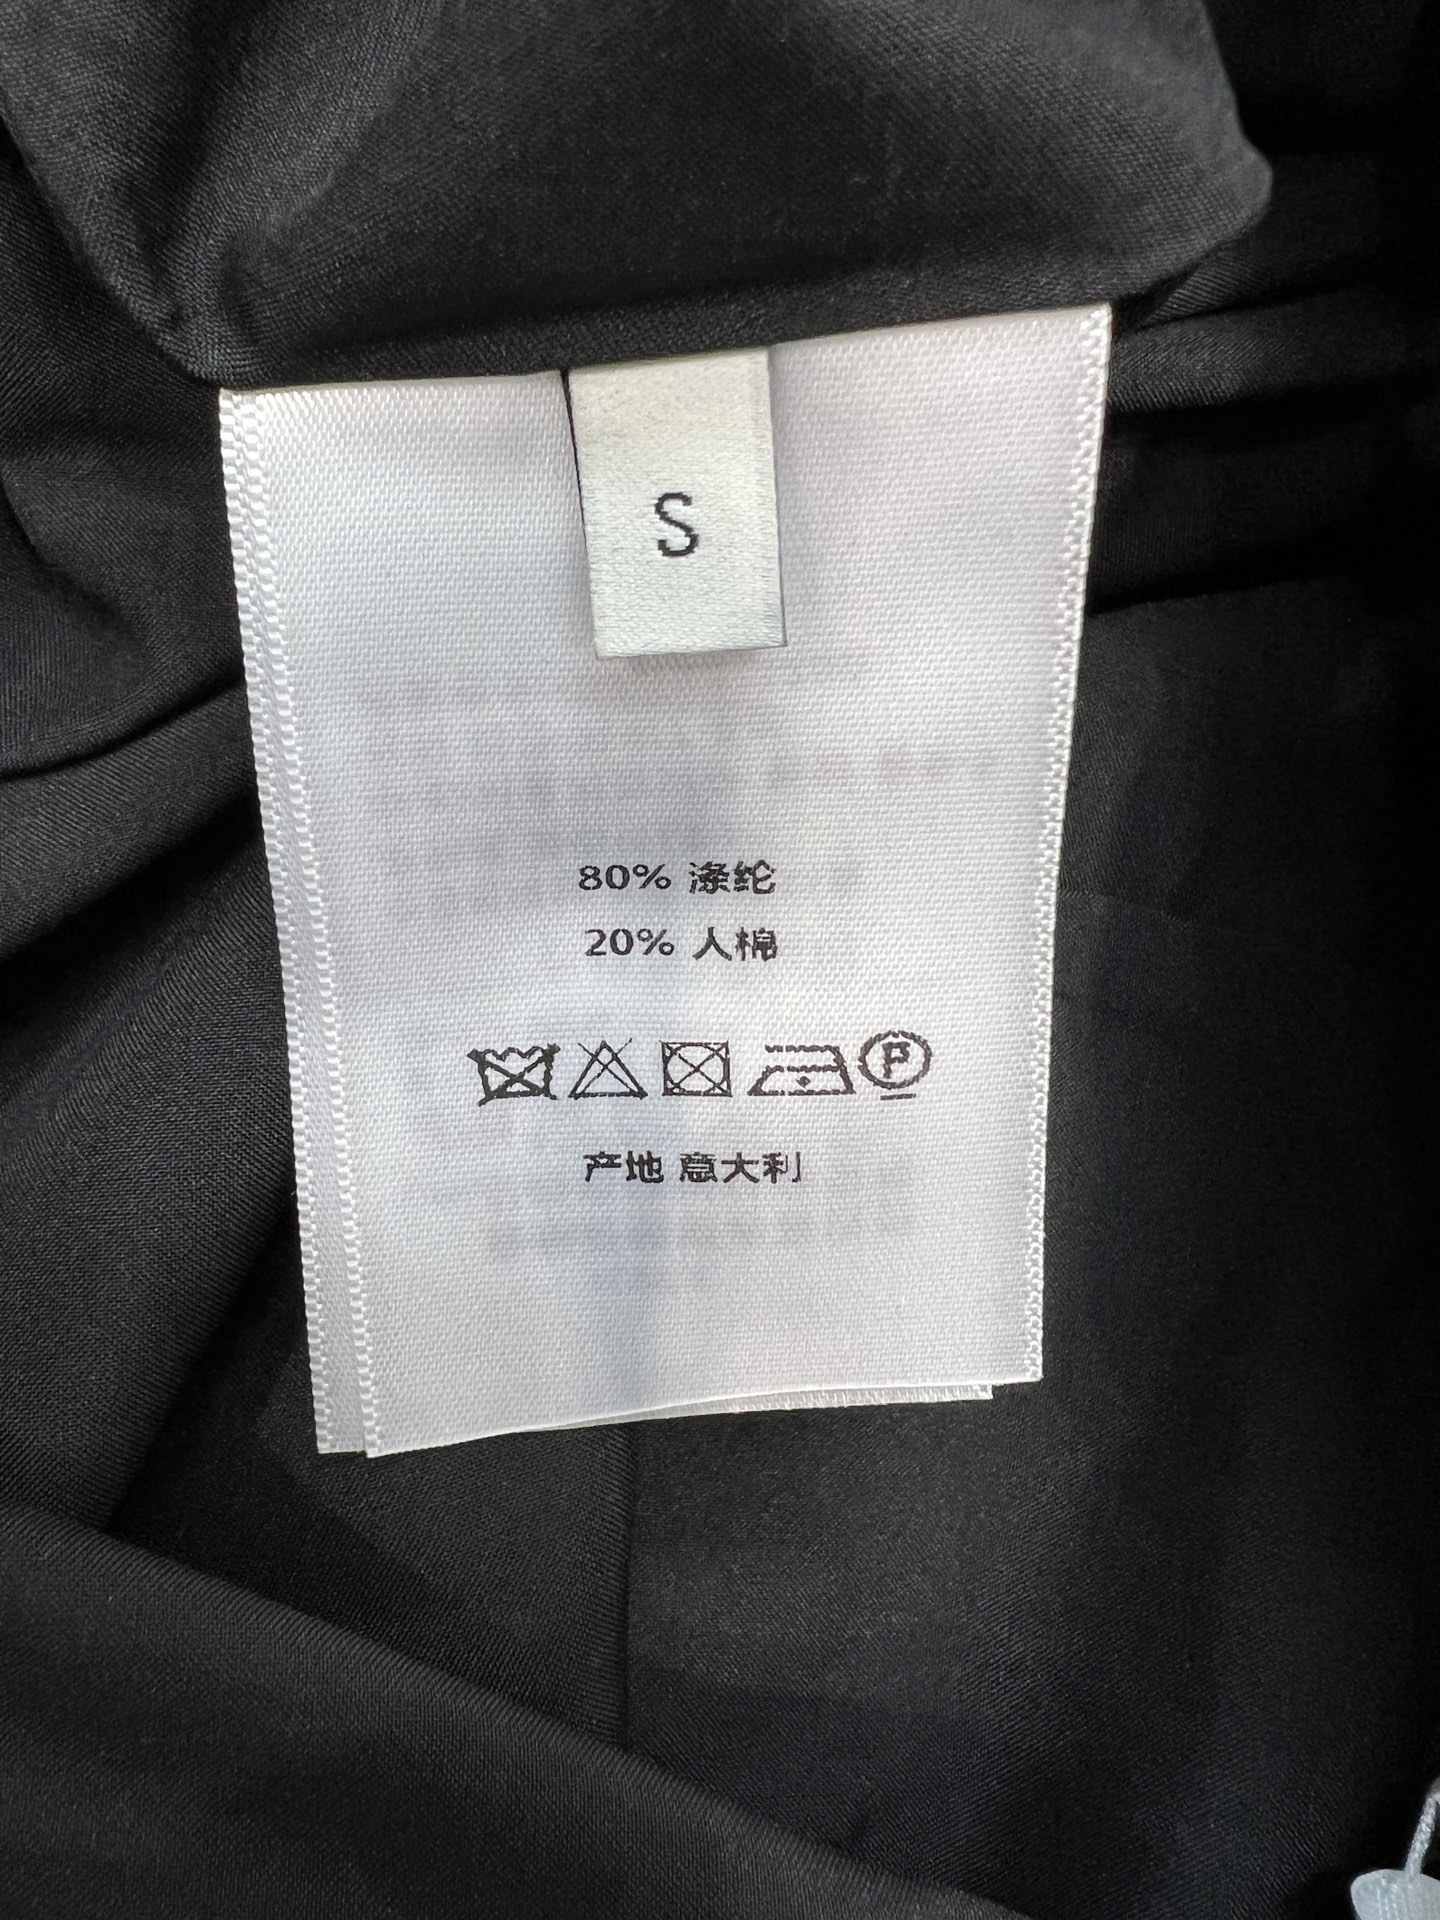 S
80% 涤纶
20% 人棉
P
产地 意大利